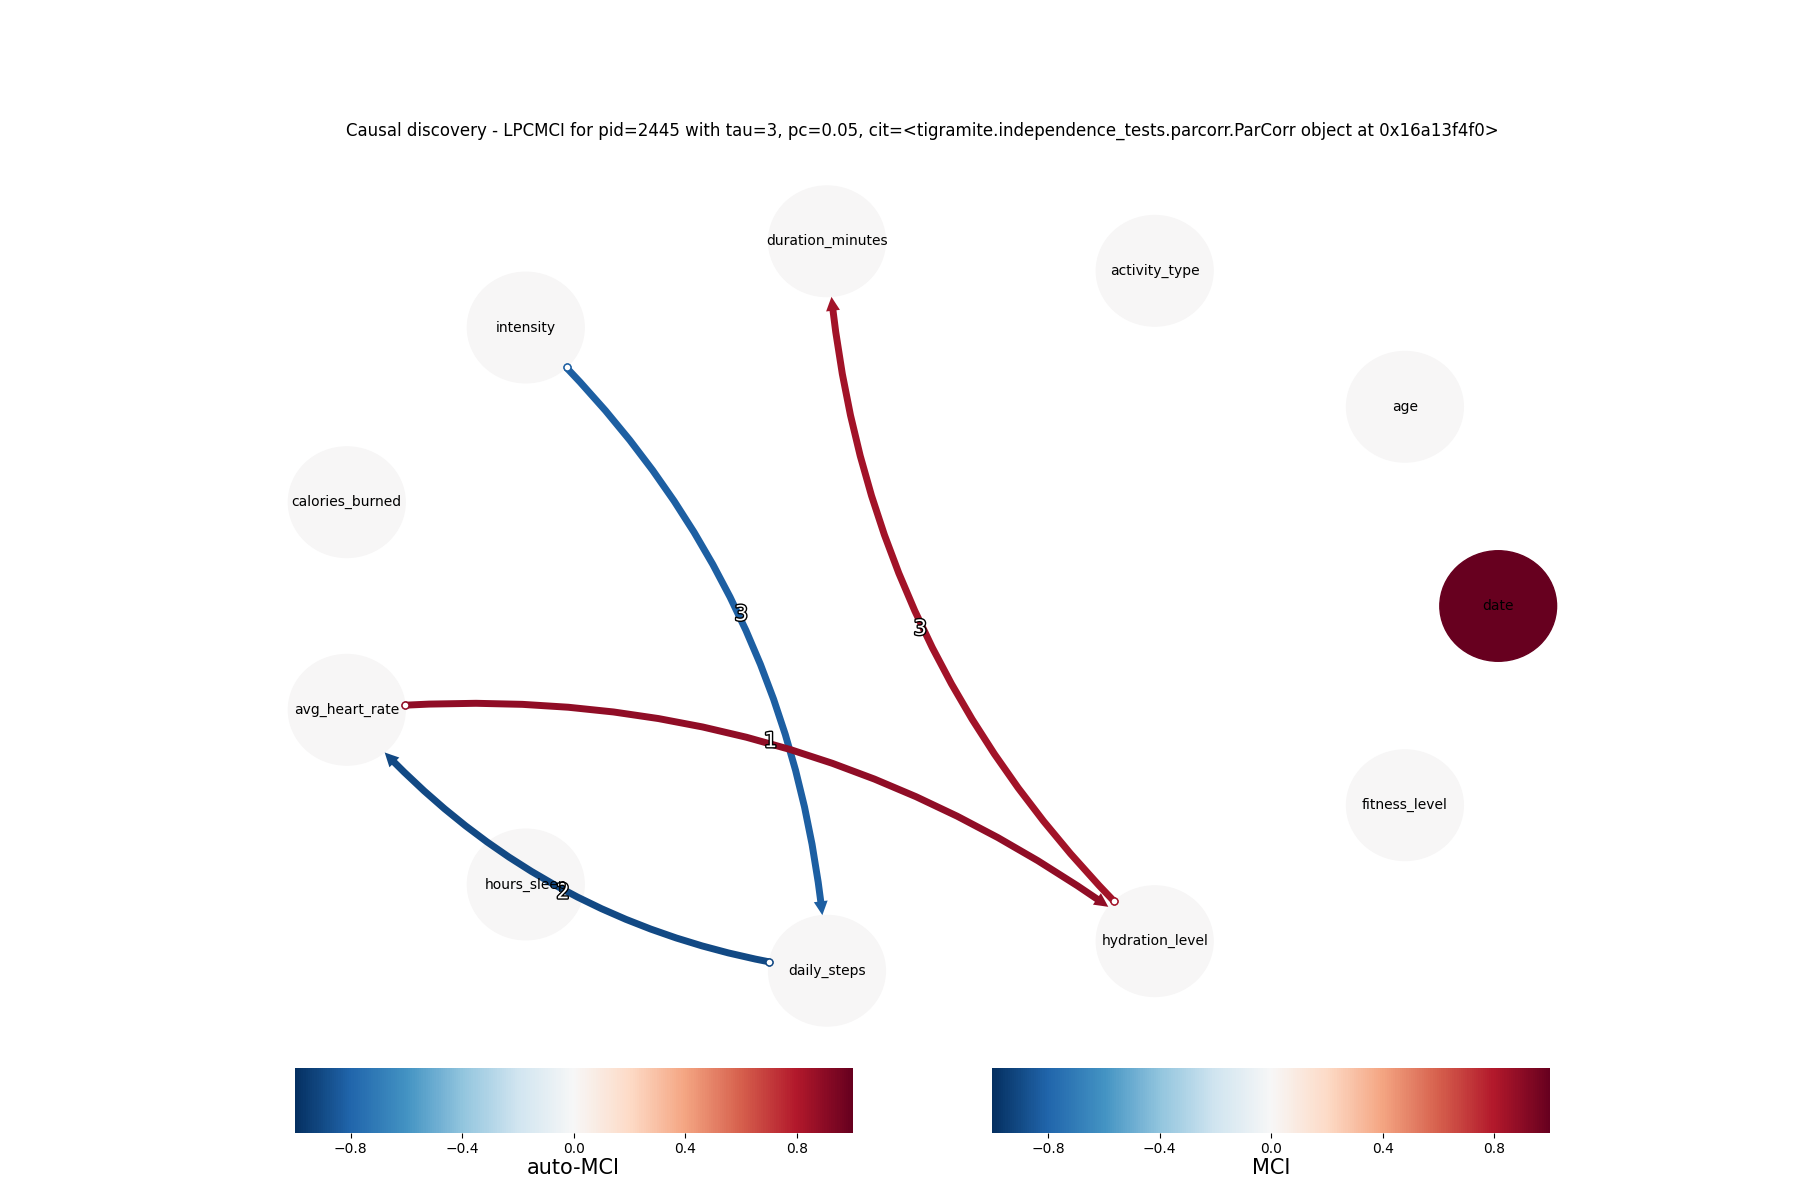 Causal discovery - LPCMCI for pid=2445 with tau=3, pc=0.05, cit=<tigramite.independence_tests.parcorr.ParCorr object at 0x16a13f4f0>
duration_minutes
activity_type
intensity
age
calories_burned
date
3
3
avg_heart_rate
1
fitness_level
hours_sleep
2
hydration_level
daily_steps
−0.8 −0.4 0.0 0.4 0.8
auto-MCI
−0.8 −0.4 0.0 0.4 0.8
MCI